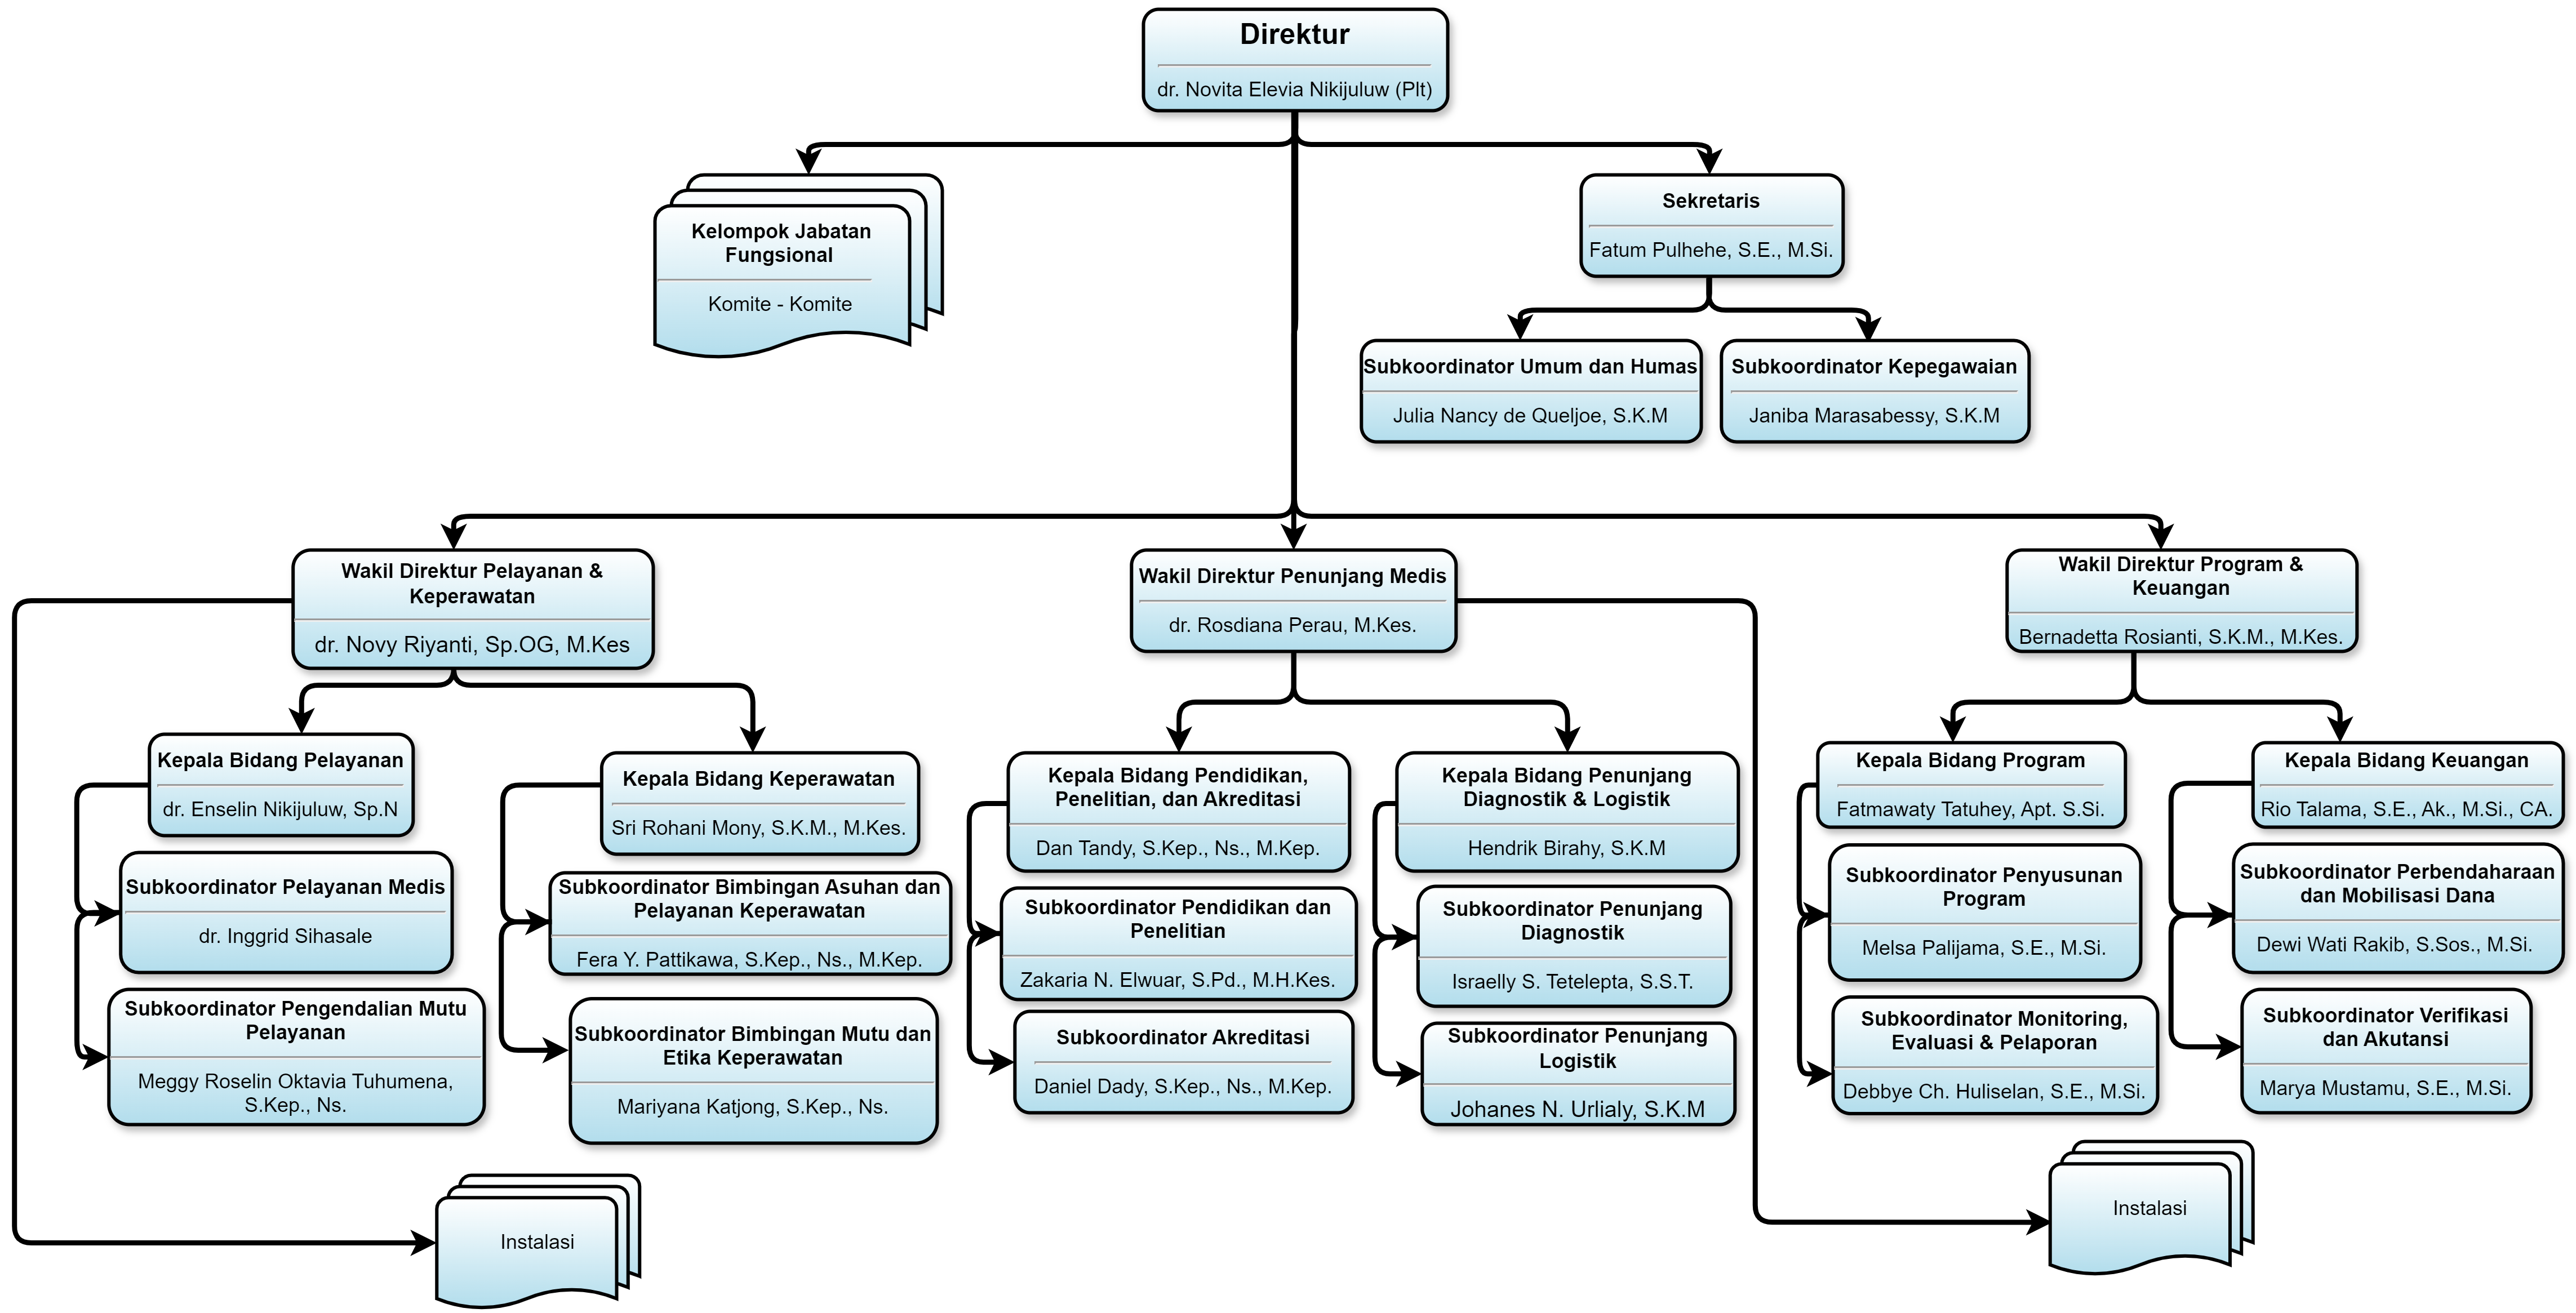 Direktur
dr. Novita Elevia Nikijuluw (Plt)
Kelompok Jabatan
Fungsional
Komite - Komite
Sekretaris
Fatum Pulhehe, S.E., M.Si.
Subkoordinator Umum dan Humas
Julia Nancy de Queljoe, S.K.M
Subkoordinator Kepegawaian
Janiba Marasabessy, S.K.M
Wakil Direktur Pelayanan &
Keperawatan
dr. Novy Riyanti, Sp.OG, M.Kes
Wakil Direktur Penunjang Medis
dr. Rosdiana Perau, M.Kes.
Wakil Direktur Program &
Keuangan
Bernadetta Rosianti, S.K.M., M.Kes.
Kepala Bidang Pelayanan
dr. Enselin Nikijuluw, Sp.N
Subkoordinator Pelayanan Medis
dr. Inggrid Sihasale
Subkoordinator Pengendalian Mutu
Pelayanan
Meggy Roselin Oktavia Tuhumena,
S.Kep., Ns.
Kepala Bidang Keperawatan
Sri Rohani Mony, S.K.M., M.Kes.
Subkoordinator Bimbingan Asuhan dan
Pelayanan Keperawatan
Fera Y. Pattikawa, S.Kep., Ns., M.Kep.
Subkoordinator Bimbingan Mutu dan
Etika Keperawatan
Mariyana Katjong, S.Kep., Ns.
Kepala Bidang Pendidikan,
Penelitian, dan Akreditasi
Dan Tandy, S.Kep., Ns., M.Kep.
Subkoordinator Pendidikan dan
Penelitian
Zakaria N. Elwuar, S.Pd., M.H.Kes.
Subkoordinator Akreditasi
Daniel Dady, S.Kep., Ns., M.Kep.
Kepala Bidang Penunjang
Diagnostik & Logistik
Hendrik Birahy, S.K.M
Subkoordinator Penunjang
Diagnostik
Israelly S. Tetelepta, S.S.T.
Subkoordinator Penunjang
Logistik
Johanes N. Urlialy, S.K.M
Kepala Bidang Program
Fatmawaty Tatuhey, Apt. S.Si.
Subkoordinator Penyusunan
Program
Melsa Palijama, S.E., M.Si.
Subkoordinator Monitoring,
Evaluasi & Pelaporan
Debbye Ch. Huliselan, S.E., M.Si.
Kepala Bidang Keuangan
Rio Talama, S.E., Ak., M.Si., CA.
Subkoordinator Perbendaharaan
dan Mobilisasi Dana
Dewi Wati Rakib, S.Sos., M.Si.
Subkoordinator Verifikasi
dan Akutansi
Marya Mustamu, S.E., M.Si.
Instalasi
Instalasi